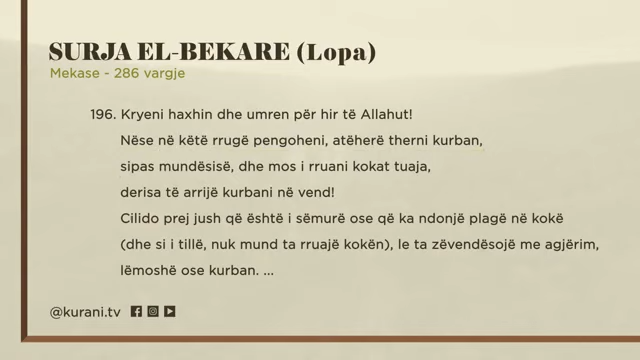 SURJA EL-BEKARE (Lopa)
Mekase - 286 vargje
196. Kryeni haxhin dhe umren për hir të Allahut!
Nëse në këtë rrugë pengoheni, atëherë therni kurban,
sipas mundësisë, dhe mos i rruani kokat tuaja,
derisa të arrijë kurbani në vend!
Cilido prej jush që është i sëmurë ose që ka ndonjë plagë në kokë
(dhe si i tillë, nuk mund ta rruajë kokën), le ta zëvendësojë me agjërim,
lëmoshë ose kurban. ...
@kurani.tv